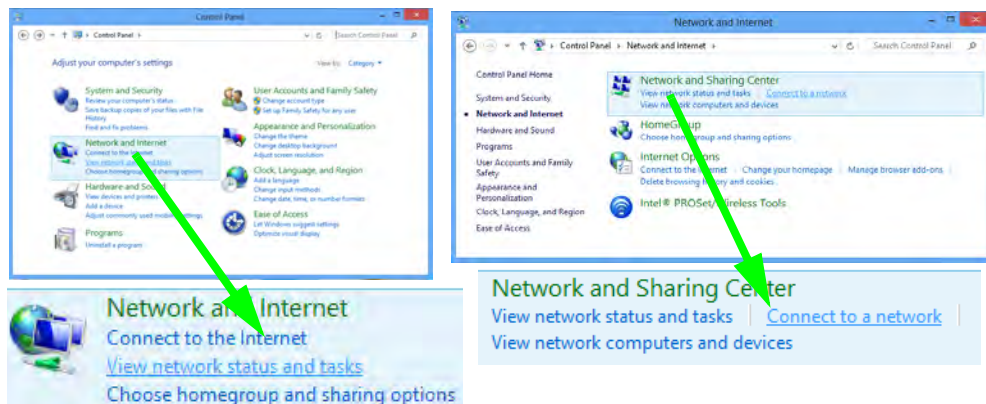 Control Panel
Control Panel
Search Control Panel
Adjust your computer's settings
View by: Category
System and Security
Review your computer's status
Save backup copies of your files with File
History
Find and fix problems
Network and Internet
Connect to the Internet
View network status and tasks
Choose homegroup and sharing options
Hardware and Sound
View devices and printers
Add a device
Adjust commonly used mobility settings
Programs
Uninstall a program
User Accounts and Family Safety
Change account type
Set up Family Safety for any user
Appearance and Personalization
Change the theme
Change desktop background
Adjust screen resolution
Clock, Language, and Region
Add a language
Change input methods
Change date, time, or number formats
Ease of Access
Let Windows suggest settings
Optimize visual display
Network and Internet
Connect to the Internet
View network status and tasks
Choose homegroup and sharing options
Network and Internet
Control Panel Network and Internet
Search Control Panel
Control Panel Home
System and Security
Network and Internet
Hardware and Sound
Programs
User Accounts and Family
Safety
Appearance and
Personalization
Clock, Language, and Region
Ease of Access
Network and Sharing Center
View network status and tasks Connect to a network
View network computers and devices
HomeGroup
Choose homegroup and sharing options
Internet Options
Connect to the Internet Change your homepage Manage browser add-ons
Delete browsing history and cookies
Intel® PROSet/Wireless Tools
Network and Sharing Center
View network status and tasks Connect to a network
View network computers and devices